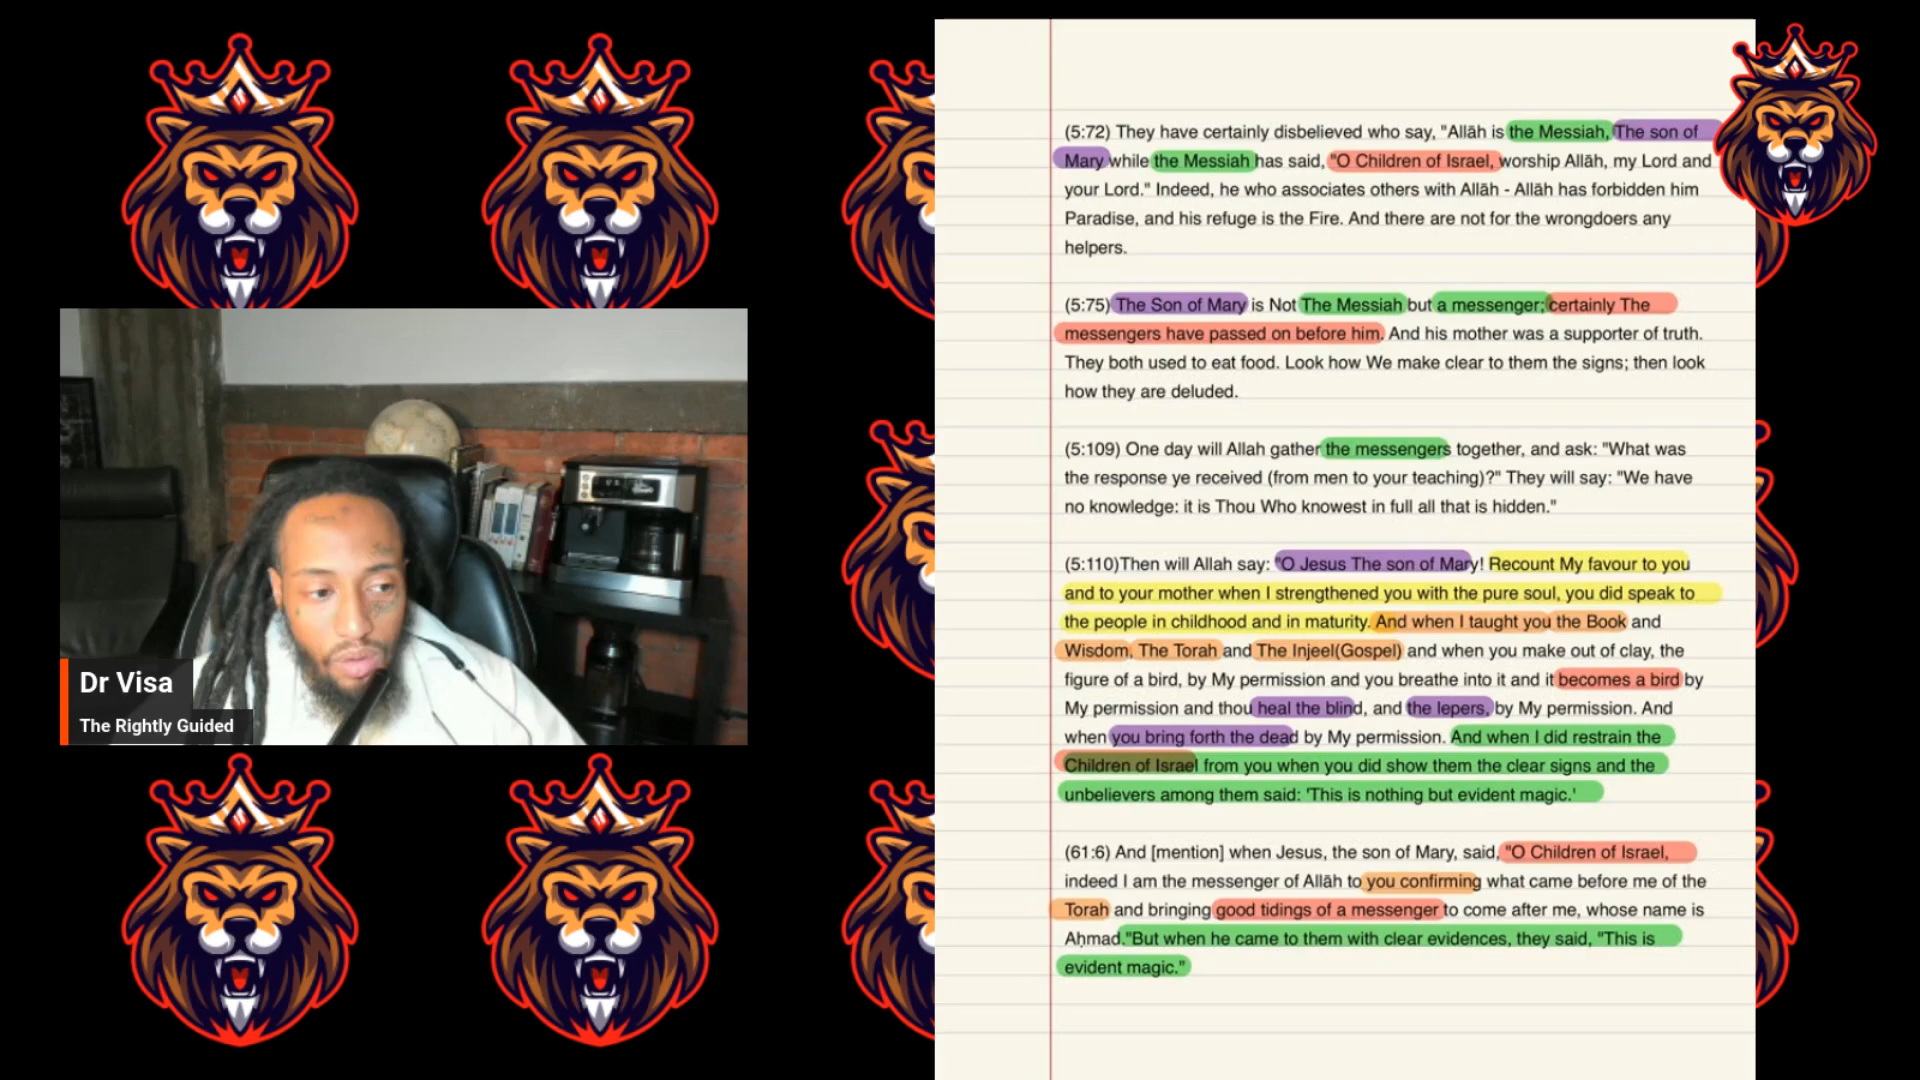 (5:72) They have certainly disbelieved who say, "Allāh is the Messiah, The son of
Mary while the Messiah has said, "O Children of Israel, worship Allāh, my Lord and
your Lord." Indeed, he who associates others with Allāh - Allāh has forbidden him
Paradise, and his refuge is the Fire. And there are not for the wrongdoers any
helpers.
(5:75) The Son of Mary is Not The Messiah but a messenger; certainly The
messengers have passed on before him. And his mother was a supporter of truth.
They both used to eat food. Look how We make clear to them the signs; then look
how they are deluded.
(5:109) One day will Allah gather the messengers together, and ask: "What was
the response ye received (from men to your teaching)?" They will say: "We have
no knowledge: it is Thou Who knowest in full all that is hidden."
(5:110)Then will Allah say: "O Jesus The son of Mary! Recount My favour to you
and to your mother when I strengthened you with the pure soul, you did speak to
the people in childhood and in maturity. And when I taught you the Book and
Wisdom, The Torah and The Injeel(Gospel) and when you make out of clay, the
figure of a bird, by My permission and you breathe into it and it becomes a bird by
My permission and thou heal the blind, and the lepers, by My permission. And
when you bring forth the dead by My permission. And when I did restrain the
Children of Israel from you when you did show them the clear signs and the
unbelievers among them said: 'This is nothing but evident magic.'
(61:6) And [mention] when Jesus, the son of Mary, said, "O Children of Israel,
indeed I am the messenger of Allāh to you confirming what came before me of the
Torah and bringing good tidings of a messenger to come after me, whose name is
Aḥmad."But when he came to them with clear evidences, they said, "This is
evident magic."
Dr Visa
The Rightly Guided